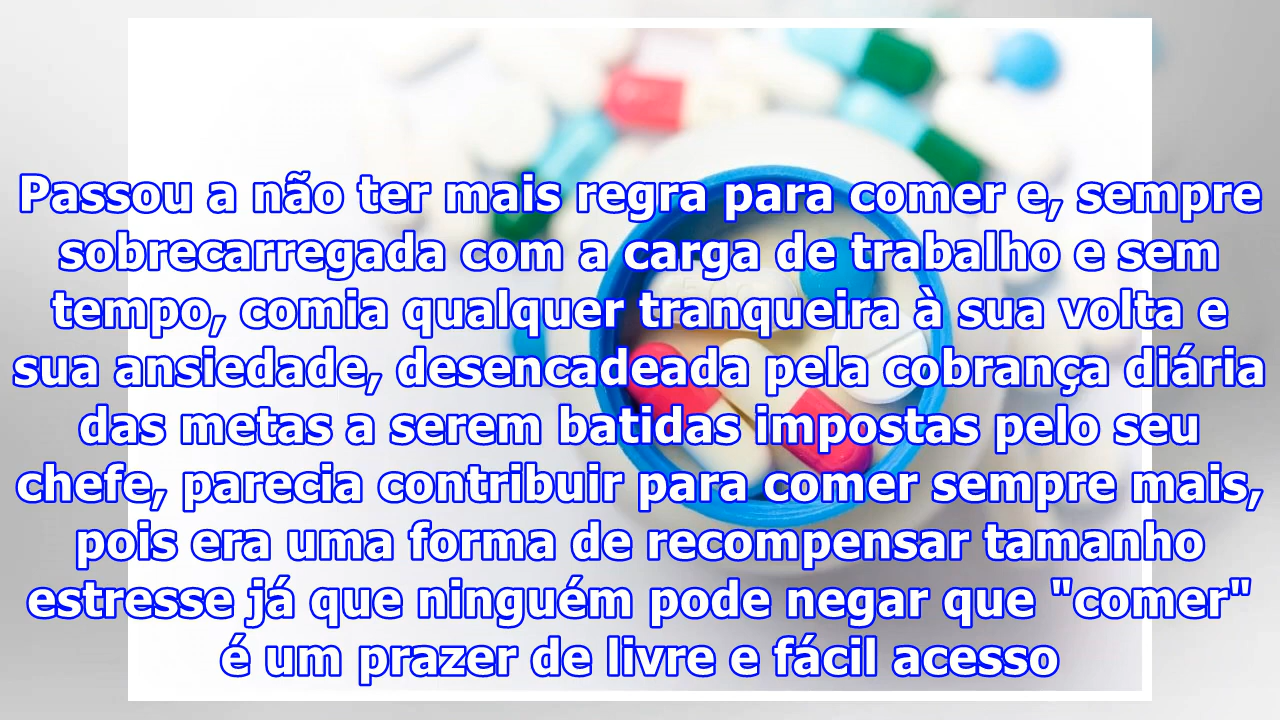 Passou a não ter mais regra para comer e, sempre
sobrecarregada com a carga de trabalho e sem
tempo, comia qualquer tranqueira à sua volta e
sua ansiedade, desencadeada pela cobrança diária
das metas a serem batidas impostas pelo seu
chefe, parecia contribuir para comer sempre mais,
pois era uma forma de recompensar tamanho
estresse já que ninguém pode negar que "comer"
é um prazer de livre e fácil acesso